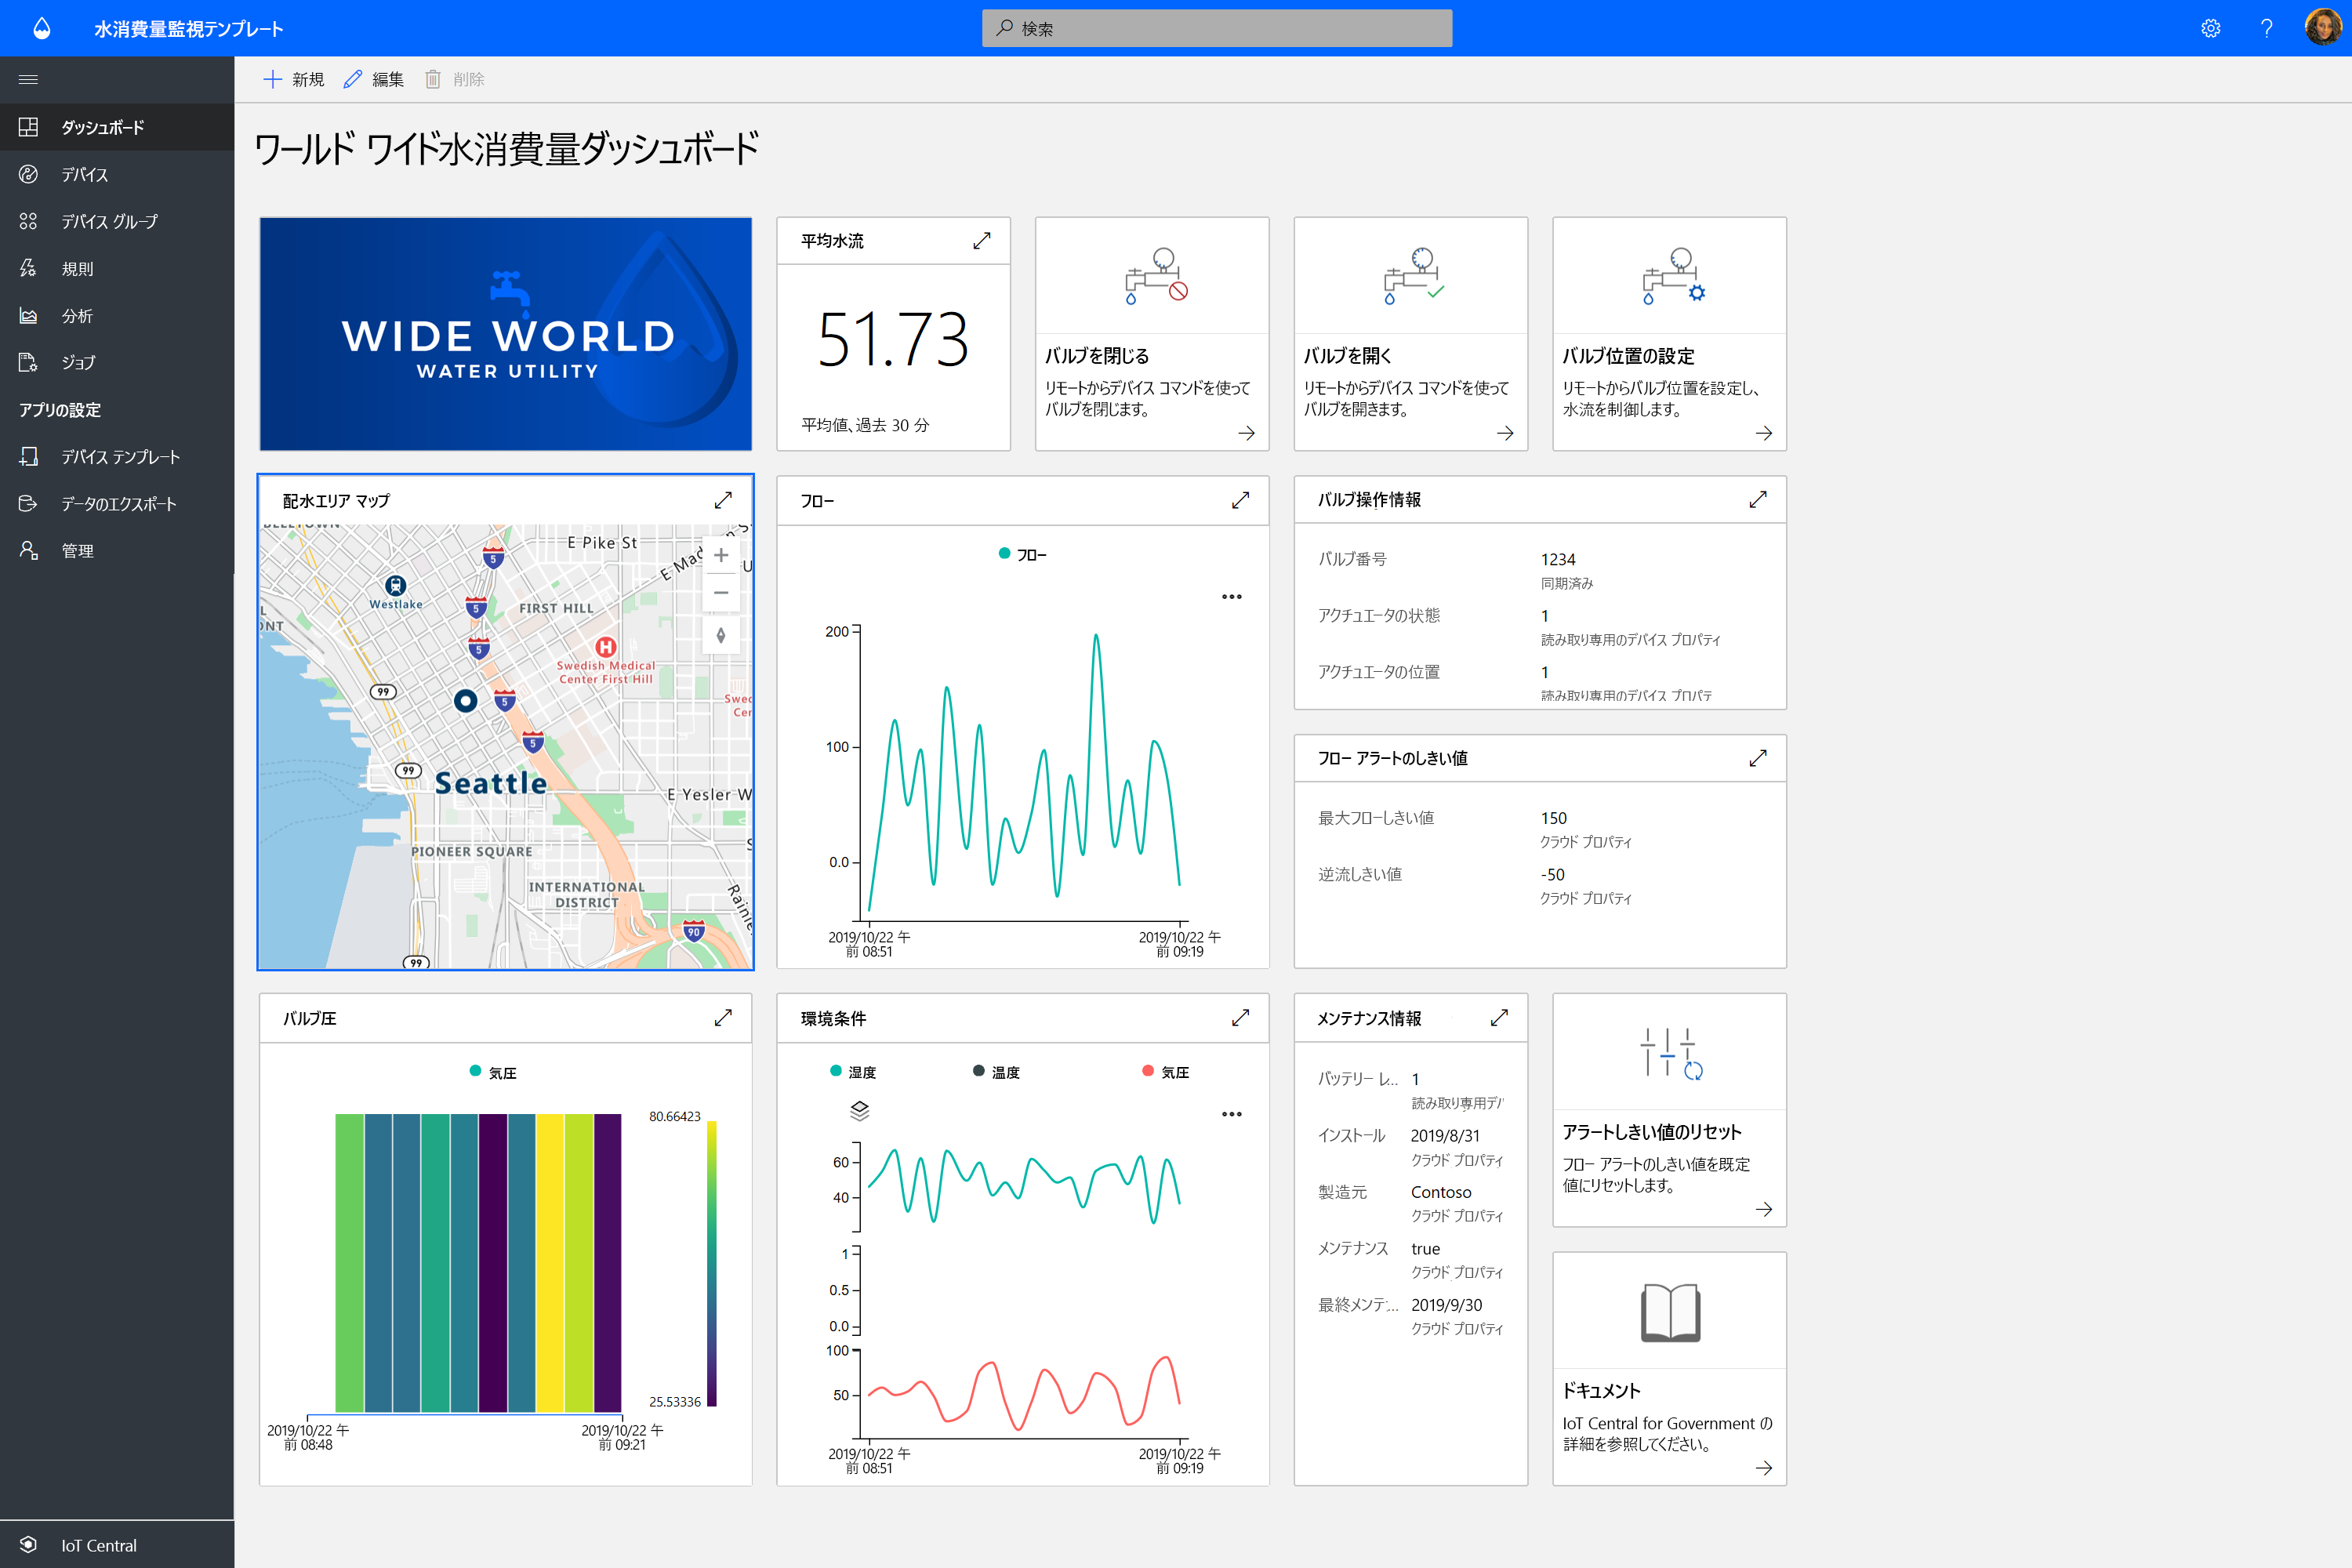 水消費量監視テンプレート
検索
新規
編集
削除
ダッシュボード
デバイス
デバイス グループ
規則
分析
ジョブ
アプリの設定
デバイス テンプレート
データのエクスポート
管理
IoT Central
ワールド ワイド水消費量ダッシュボード
WIDE WORLD
WATER UTILITY
平均水流
51.73
平均値、過去 30 分
バルブを閉じる
リモートからデバイス コマンドを使って
バルブを閉じます。
バルブを開く
リモートからデバイス コマンドを使って
バルブを開きます。
バルブ位置の設定
リモートからバルブ位置を設定し、
水流を制御します。
配水エリア マップ
BELLTOWN
E Pike St
5
Westlake
5
FIRST HILL
5
Swedish Medical
Center First Hill
99
5
5
99
Seattle
E Yesler W
PIONEER SQUARE
INTERNATIONAL
DISTRICT
90
99
フロー
フロー
200
100
0.0
2019/10/22 午
前 08:51
2019/10/22 午
前 09:19
バルブ操作情報
バルブ番号
1234
同期済み
アクチュエータの状態
1
読み取り専用のデバイス プロパティ
アクチュエータの位置
1
読み取り専用のデバイス プロパテ
フロー アラートのしきい値
最大フローしきい値
150
クラウド プロパティ
逆流しきい値
-50
クラウド プロパティ
バルブ圧
気圧
80.66423
25.53336
2019/10/22 午
前 08:48
2019/10/22 午
前 09:21
環境条件
湿度
温度
気圧
60
40
1
0.5
0.0
100
50
2019/10/22 午
前 08:51
2019/10/22 午
前 09:19
メンテナンス情報
バッテリー レ...
1
読み取り専用デバ
インストール
2019/8/31
クラウド プロパティ
製造元
Contoso
クラウド プロパティ
メンテナンス
true
クラウド プロパティ
最終メンテ...
2019/9/30
クラウド プロパティ
アラートしきい値のリセット
フロー アラートのしきい値を既定
値にリセットします。
ドキュメント
IoT Central for Government の
詳細を参照してください。